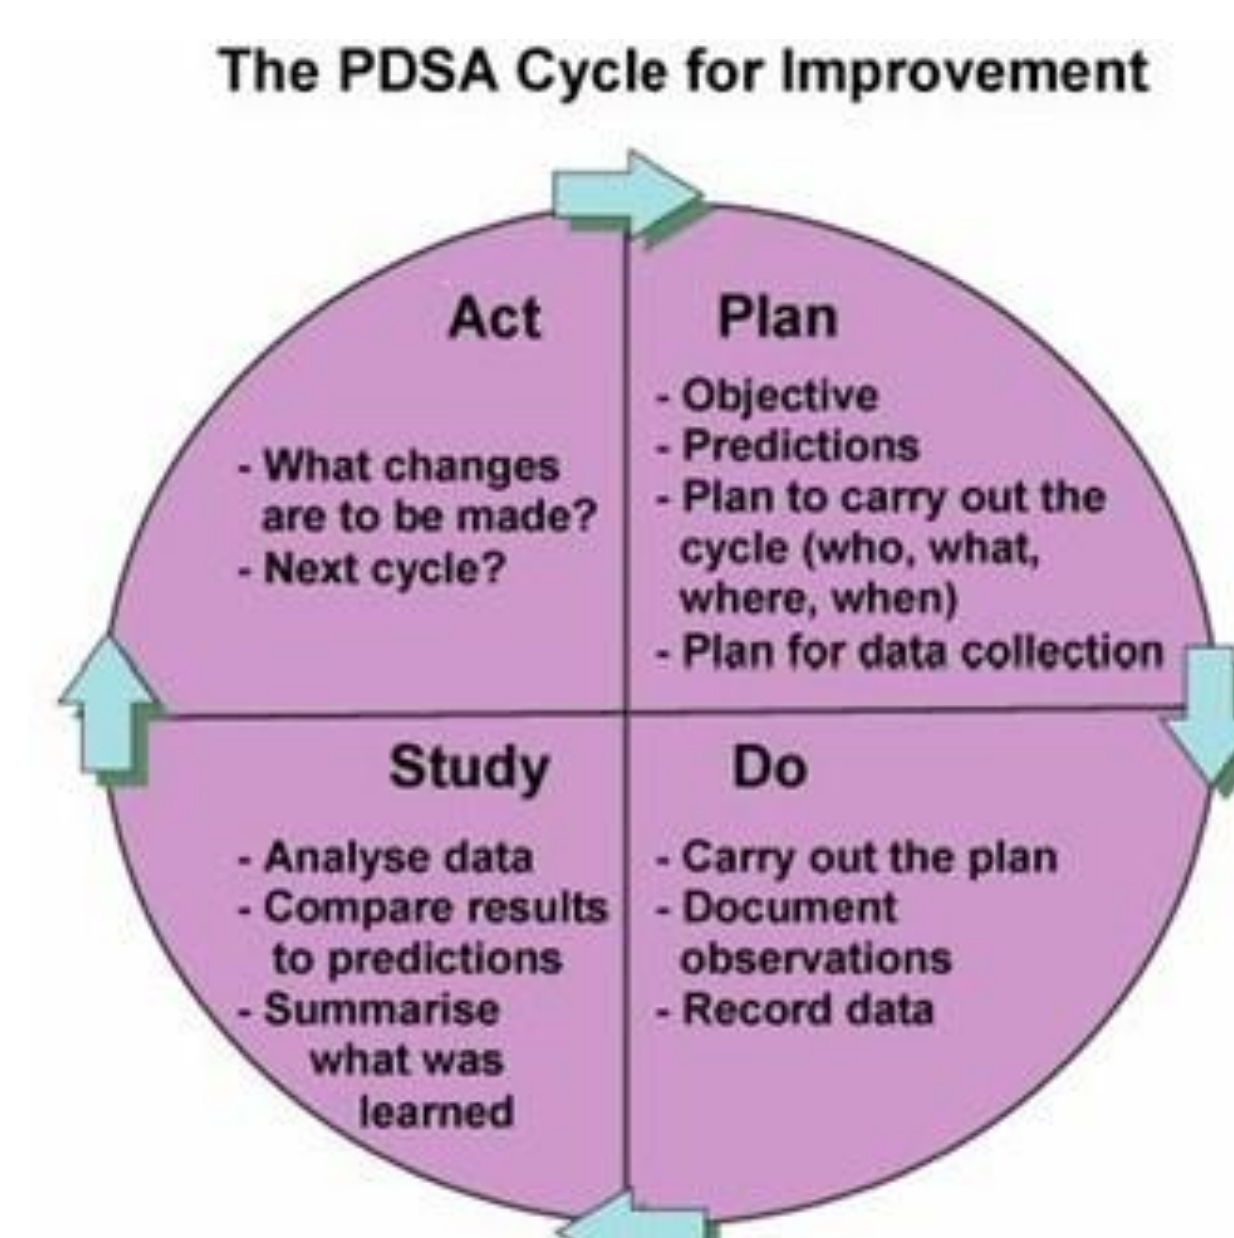 The PDSA Cycle for Improvement
Act
- What changes
are to be made?
- Next cycle?
Plan
- Objective
- Predictions
- Plan to carry out the
cycle (who, what,
where, when)
- Plan for data collection
Study
- Analyse data
- Compare results
to predictions
- Summarise
what was
learned
Do
- Carry out the plan
- Document
observations
- Record data